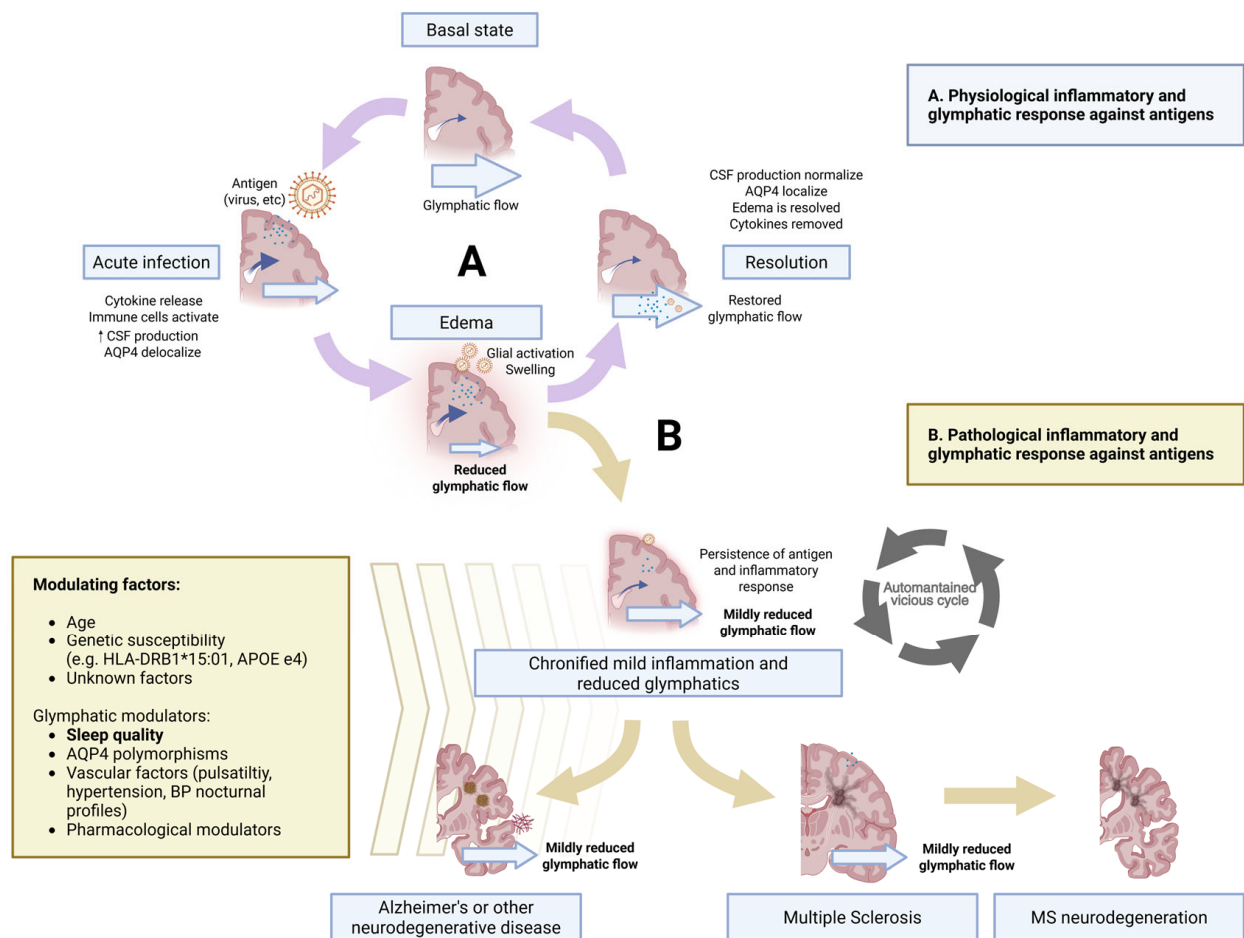 Basal state
A. Physiological inflammatory and
glymphatic response against antigens
Antigen
(virus, etc)
Glymphatic flow
CSF production normalize
AQP4 localize
Edema is resolved
Cytokines removed
Acute infection
A
Resolution
Cytokine release
Immune cells activate
↑ CSF production
AQP4 delocalize
Restored
glymphatic flow
Edema
Glial activation
Swelling
Reduced
glymphatic flow
B
B. Pathological inflammatory and
glymphatic response against antigens
Persistence of antigen
and inflammatory
response
Mildly reduced
glymphatic flow
Automantained
vicious cycle
Chronified mild inflammation and
reduced glymphatics
Modulating factors:
• Age
• Genetic susceptibility
(e.g. HLA-DRB1*15:01, APOE e4)
• Unknown factors
Glymphatic modulators:
• Sleep quality
• AQP4 polymorphisms
• Vascular factors (pulsatiltiy,
hypertension, BP nocturnal
profiles)
• Pharmacological modulators
Mildly reduced
glymphatic flow
Mildly reduced
glymphatic flow
Alzheimer's or other
neurodegenerative disease
Multiple Sclerosis
MS neurodegeneration